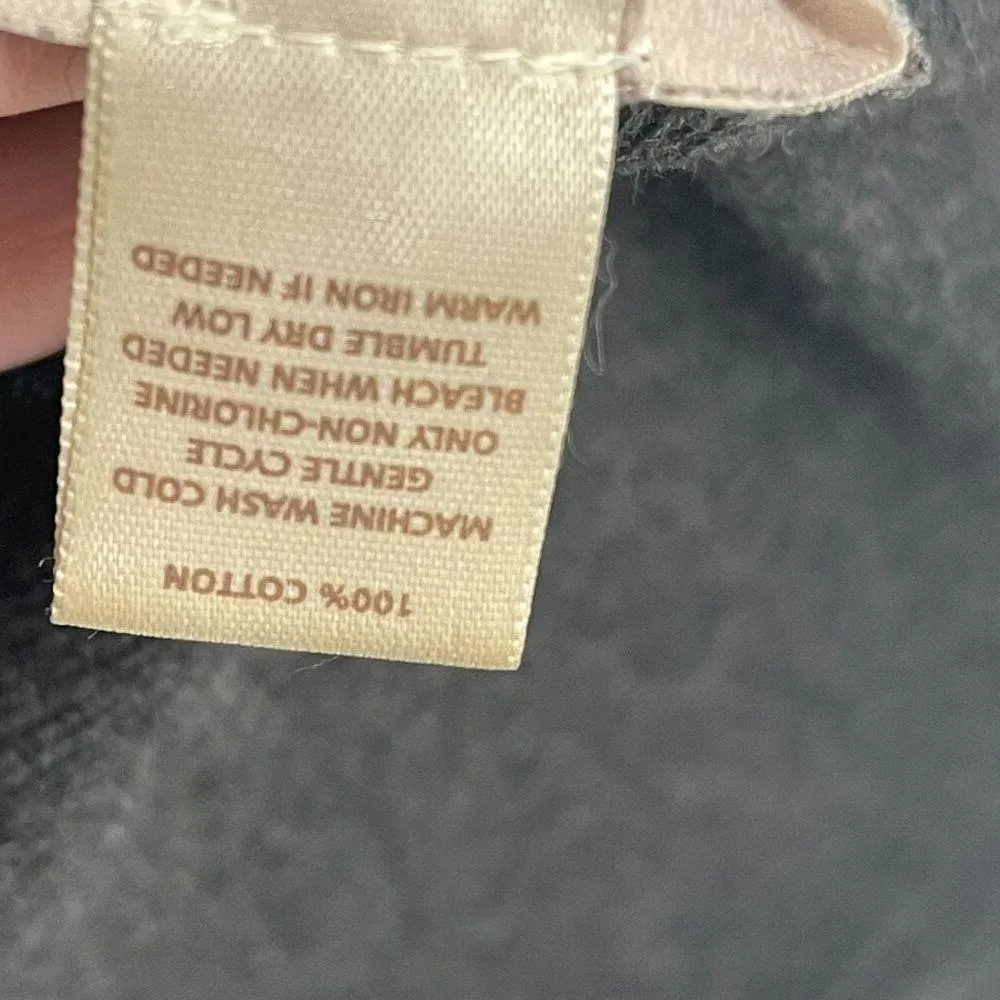 100% COTTON
MACHINE WASH COLD
GENTLE CYCLE
ONLY NON-CHLORINE
BLEACH WHEN NEEDED
TUMBLE DRY LOW
WARM IRON IF NEEDED